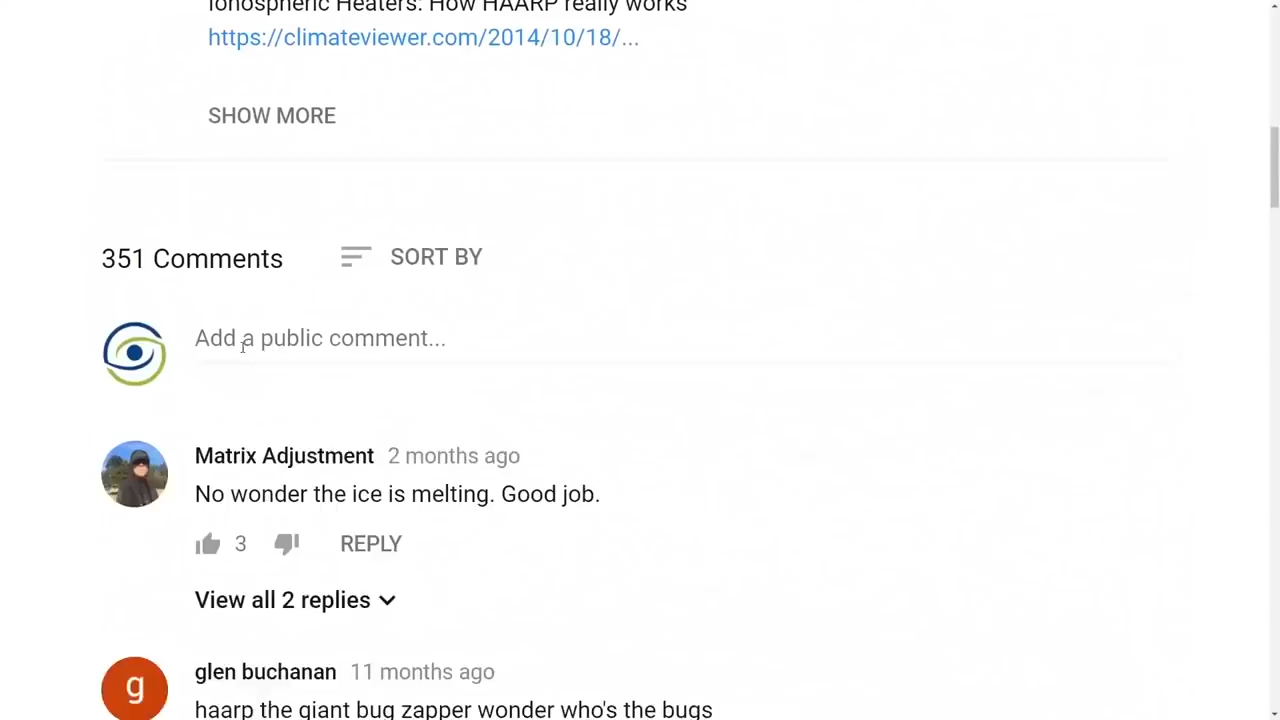 Ionospheric Heaters: How HAARP really works
https://climateviewer.com/2014/10/18/...
SHOW MORE
351 Comments SORT BY
Add a public comment...
Matrix Adjustment 2 months ago
No wonder the ice is melting. Good job.
3 REPLY
View all 2 replies
g
glen buchanan 11 months ago
haarp the giant bug zapper wonder who's the bugs